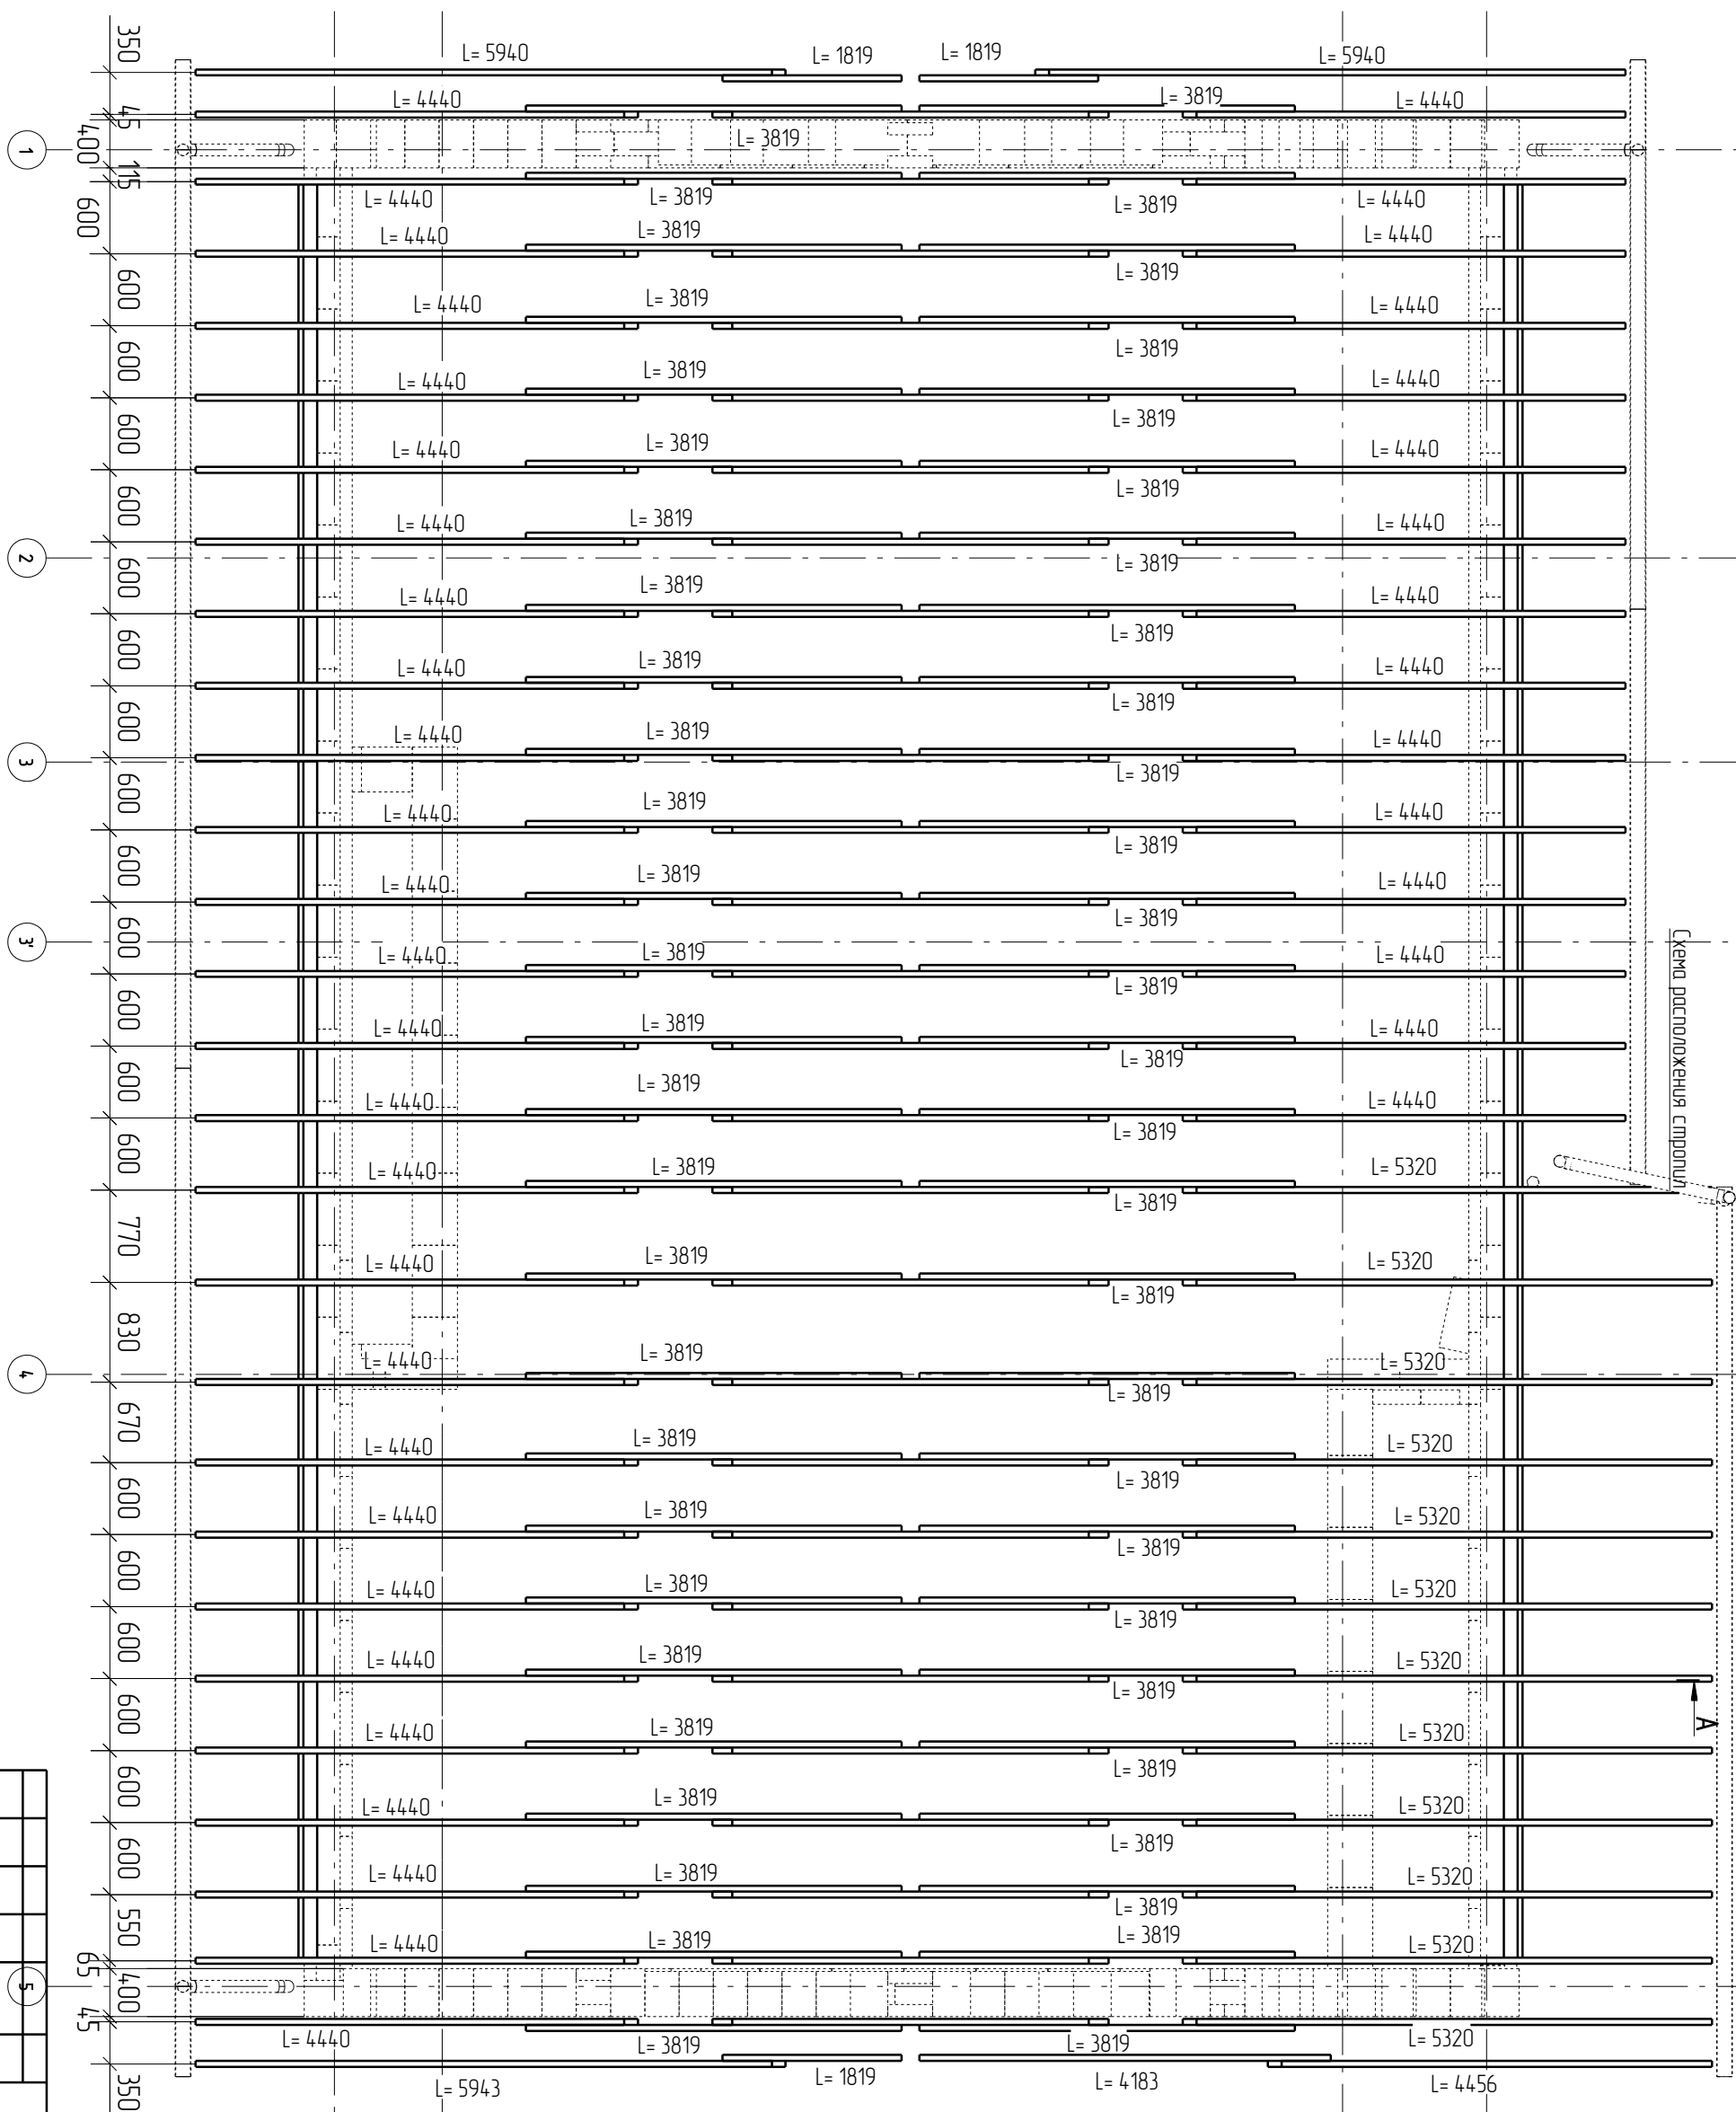 350
L= 5940
L= 1819
L= 1819
L= 5940
45
L= 4440
L= 3819
L= 4440
1
400
L= 3819
115
L= 4440
L= 3819
L= 3819
L= 4440
600
L= 4440
L= 3819
L= 4440
L= 3819
600
L= 4440
L= 3819
L= 4440
L= 3819
600
L= 4440
L= 3819
L= 4440
L= 3819
600
L= 4440
L= 3819
L= 4440
L= 3819
600
L= 4440
L= 3819
L= 4440
2
L= 3819
600
L= 4440
L= 3819
L= 4440
L= 3819
600
L= 4440
L= 3819
L= 4440
L= 3819
600
L= 4440
L= 3819
L= 4440
3
L= 3819
600
L= 4440
L= 3819
L= 4440
L= 3819
600
L= 4440
L= 3819
L= 4440
L= 3819
600
3'
L= 4440
L= 3819
L= 4440
L= 3819
Схема расположения стропил
600
L= 4440
L= 3819
L= 4440
L= 3819
600
L= 4440
L= 3819
L= 4440
L= 3819
600
L= 4440
L= 3819
L= 5320
L= 3819
770
L= 4440
L= 3819
L= 5320
L= 3819
830
4
L= 4440
L= 3819
L= 5320
L= 3819
670
L= 4440
L= 3819
L= 5320
L= 3819
600
L= 4440
L= 3819
L= 5320
L= 3819
600
L= 4440
L= 3819
L= 5320
L= 3819
600
L= 4440
L= 3819
L= 5320
L= 3819
А
600
L= 4440
L= 3819
L= 5320
L= 3819
600
L= 4440
L= 3819
L= 5320
L= 3819
600
L= 4440
L= 3819
L= 5320
L= 3819
550
L= 4440
L= 3819
L= 3819
L= 5320
65
5
400
45
L= 4440
L= 3819
L= 3819
L= 5320
350
L= 5943
L= 1819
L= 4183
L= 4456